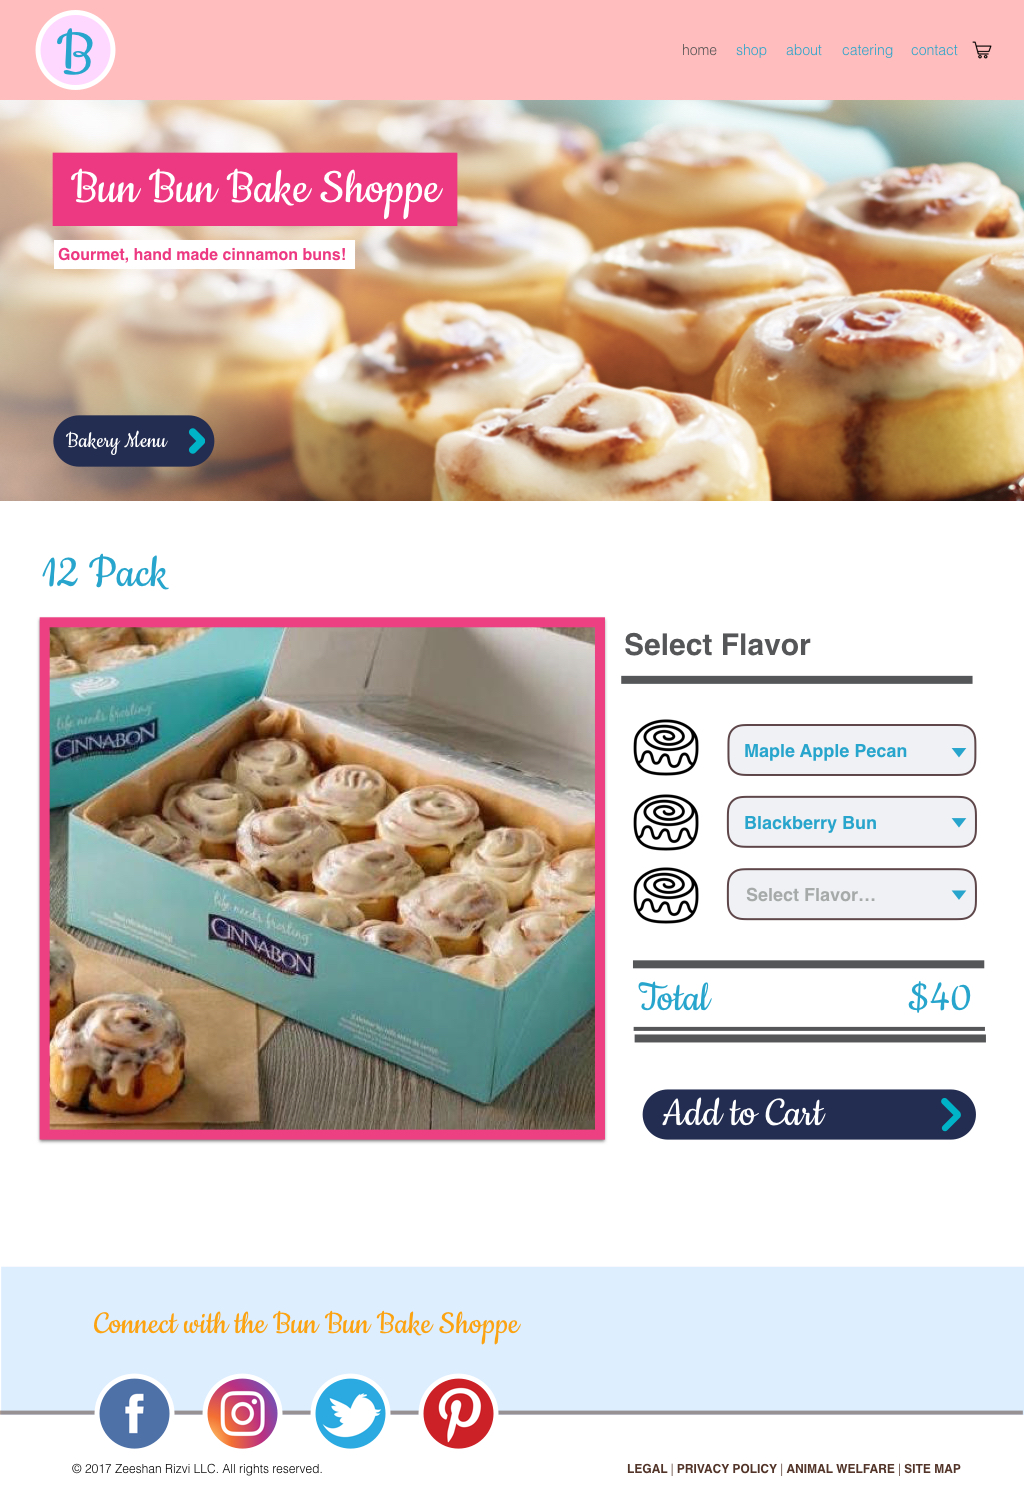 B
home shop about catering contact
Bun Bun Bake Shoppe
Gourmet, hand made cinnamon buns!
Bakery Menu
12 Pack
Select Flavor
life needs frosting
CINNABON
Maple Apple Pecan
Blackberry Bun
Select Flavor...
life needs frosting
CINNABON
Total $40
Add to Cart
Connect with the Bun Bun Bake Shoppe
© 2017 Zeeshan Rizvi LLC. All rights reserved.
LEGAL | PRIVACY POLICY | ANIMAL WELFARE | SITE MAP